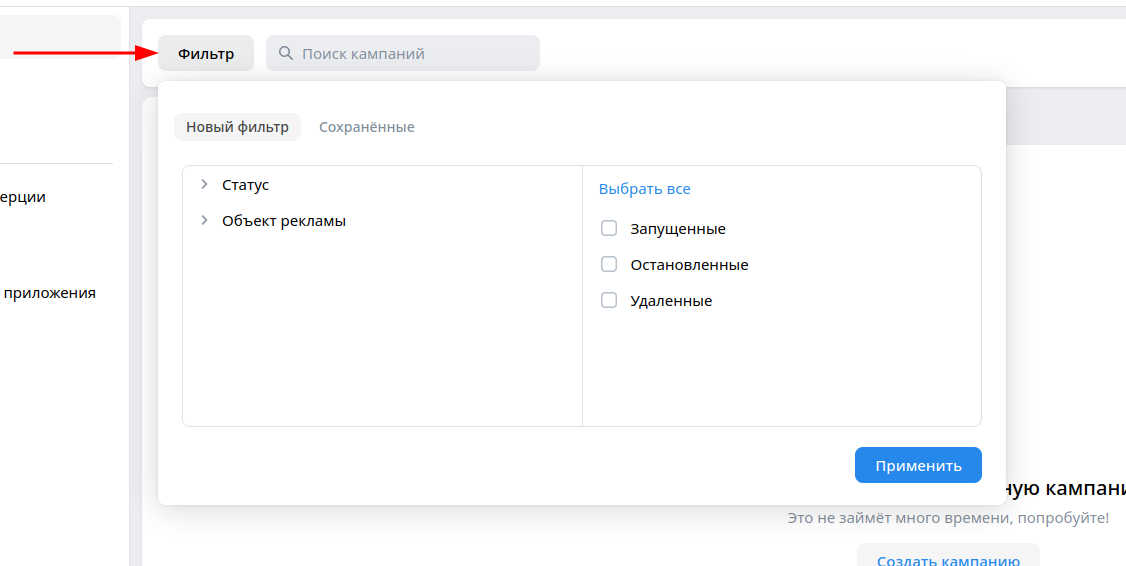 Фильтр
Поиск кампаний
Новый фильтр
Сохранённые
Статус
Объект рекламы
Выбрать все
Запущенные
Остановленные
Удаленные
Применить
ерции
приложения
ную кампани
Это не займёт много времени, попробуйте!
Создать кампанию